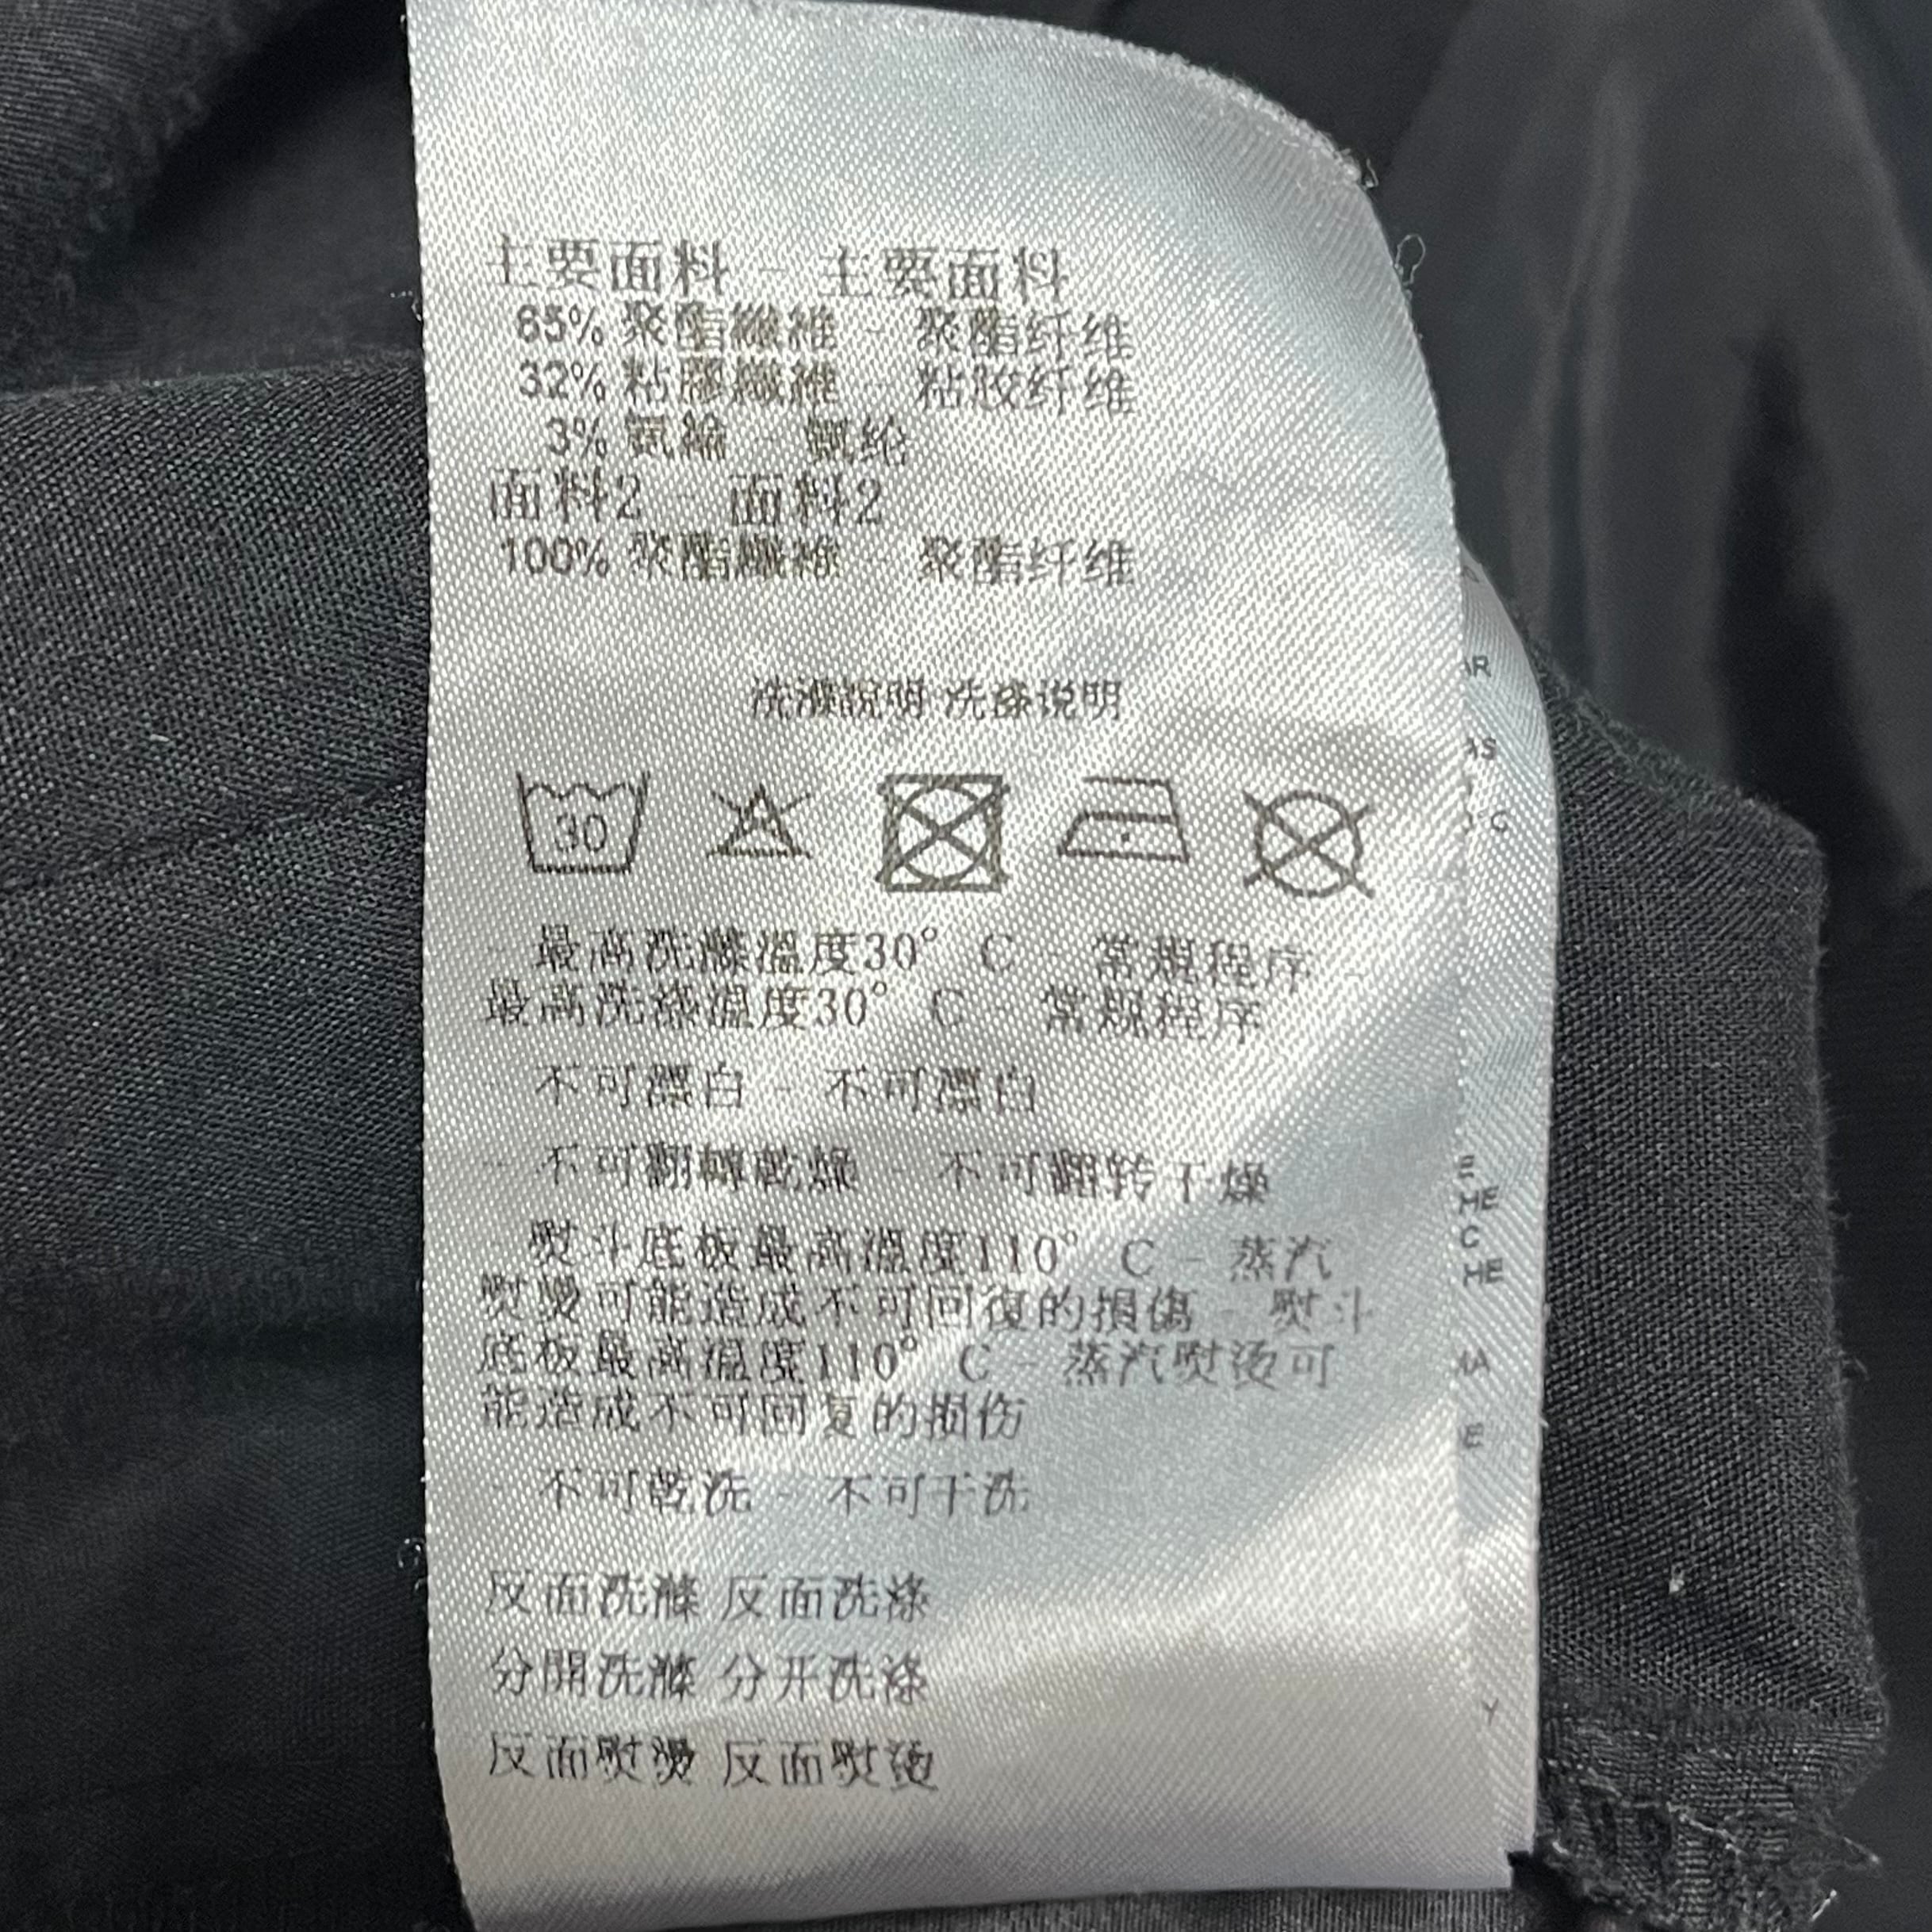 主要面料 - 主要面料
65% 聚酯纖維 - 聚酯纤维
32% 粘膠纖維 - 粘胶纤维
3% 氨綸 - 氨纶
面料2 - 面料2
100% 聚酯纖維 - 聚酯纤维
洗滌說明 洗涤说明
30
- 最高洗滌溫度30° C - 常規程序 -
最高洗涤温度30° C - 常规程序
- 不可漂白 - 不可漂白
- 不可翻轉乾燥 - 不可翻转干燥
- 熨斗底板最高溫度110° C - 蒸汽
熨燙可能造成不可回復的損傷 - 熨斗
底板最高温度110° C - 蒸汽熨烫可
能造成不可回复的损伤
- 不可乾洗 - 不可干洗
反面洗滌 反面洗涤
分開洗滌 分开洗涤
反面熨燙 反面熨烫
AR
AS
G
E
ME
C
HE
E
Y